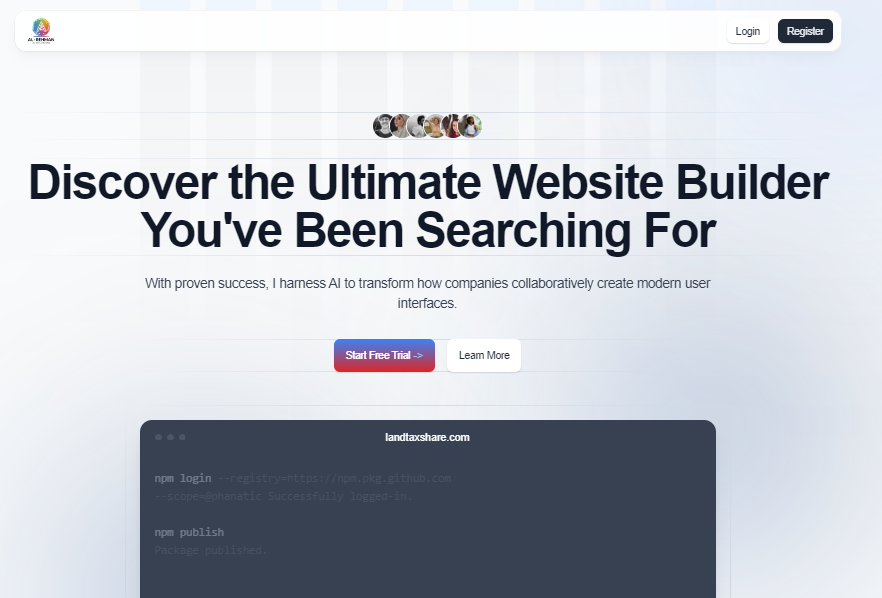 AL-REHMAN
Login
Register
Discover the Ultimate Website Builder
You've Been Searching For
With proven success, I harness AI to transform how companies collaboratively create modern user
interfaces.
Start Free Trial ->
Learn More
landtaxshare.com
npm login --registry=https://npm.pkg.github.com
--scope=@phanatic Successfully logged-in.
npm publish
Package published.